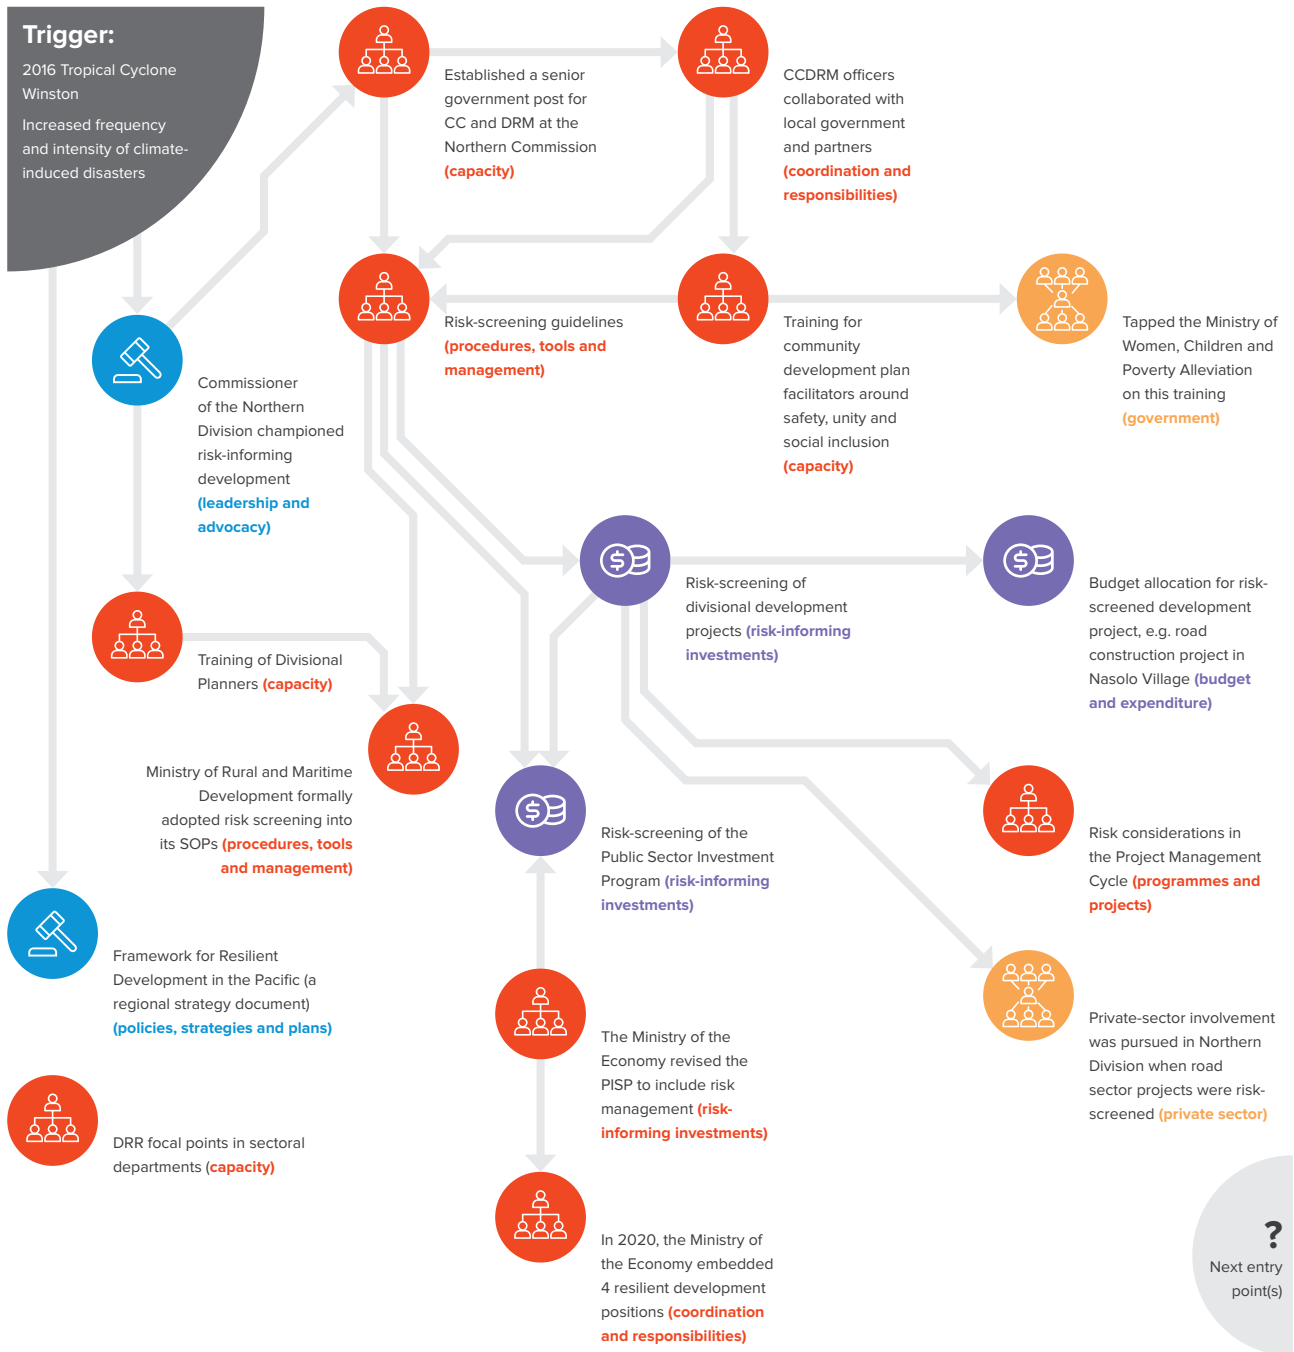 Trigger:
2016 Tropical Cyclone
Winston
Increased frequency
and intensity of climate-
induced disasters
Established a senior
government post for
CC and DRM at the
Northern Commission
(capacity)
CCDRM officers
collaborated with
local government
and partners
(coordination and
responsibilities)
Risk-screening guidelines
(procedures, tools and
management)
Training for
community
development plan
facilitators around
safety, unity and
social inclusion
(capacity)
Tapped the Ministry of
Women, Children and
Poverty Alleviation
on this training
(government)
Commissioner
of the Northern
Division championed
risk-informing
development
(leadership and
advocacy)
Risk-screening of
divisional development
projects (risk-informing
investments)
Budget allocation for risk-
screened development
project, e.g. road
construction project in
Nasolo Village (budget
and expenditure)
Training of Divisional
Planners (capacity)
Ministry of Rural and Maritime
Development formally
adopted risk screening into
its SOPs (procedures, tools
and management)
Risk-screening of the
Public Sector Investment
Program (risk-informing
investments)
Risk considerations in
the Project Management
Cycle (programmes and
projects)
Framework for Resilient
Development in the Pacific (a
regional strategy document)
(policies, strategies and plans)
The Ministry of the
Economy revised the
PISP to include risk
management (risk-
informing investments)
Private-sector involvement
was pursued in Northern
Division when road
sector projects were risk-
screened (private sector)
DRR focal points in sectoral
departments (capacity)
In 2020, the Ministry of
the Economy embedded
4 resilient development
positions (coordination
and responsibilities)
?
Next entry
point(s)